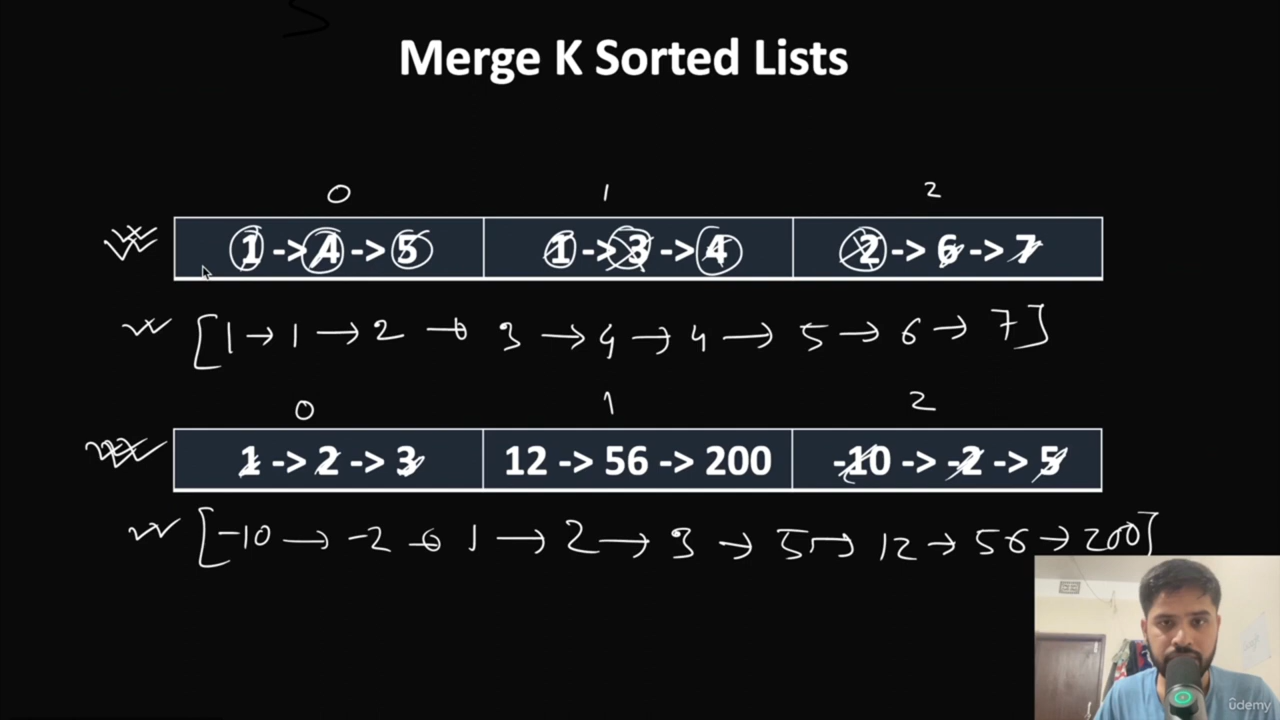 Merge K Sorted Lists
0 1 2
1 -> 4 -> 5 1 -> 3 -> 4 2 -> 6 -> 7
[1 → 1 → 2 → 3 → 4 → 4 → 5 → 6 → 7]
0 1 2
1 -> 2 -> 3 12 -> 56 -> 200 -10 -> -2 -> 5
[-10 → -2 → 1 → 2 → 3 → 5 → 12 → 56 → 200]
ûdemy